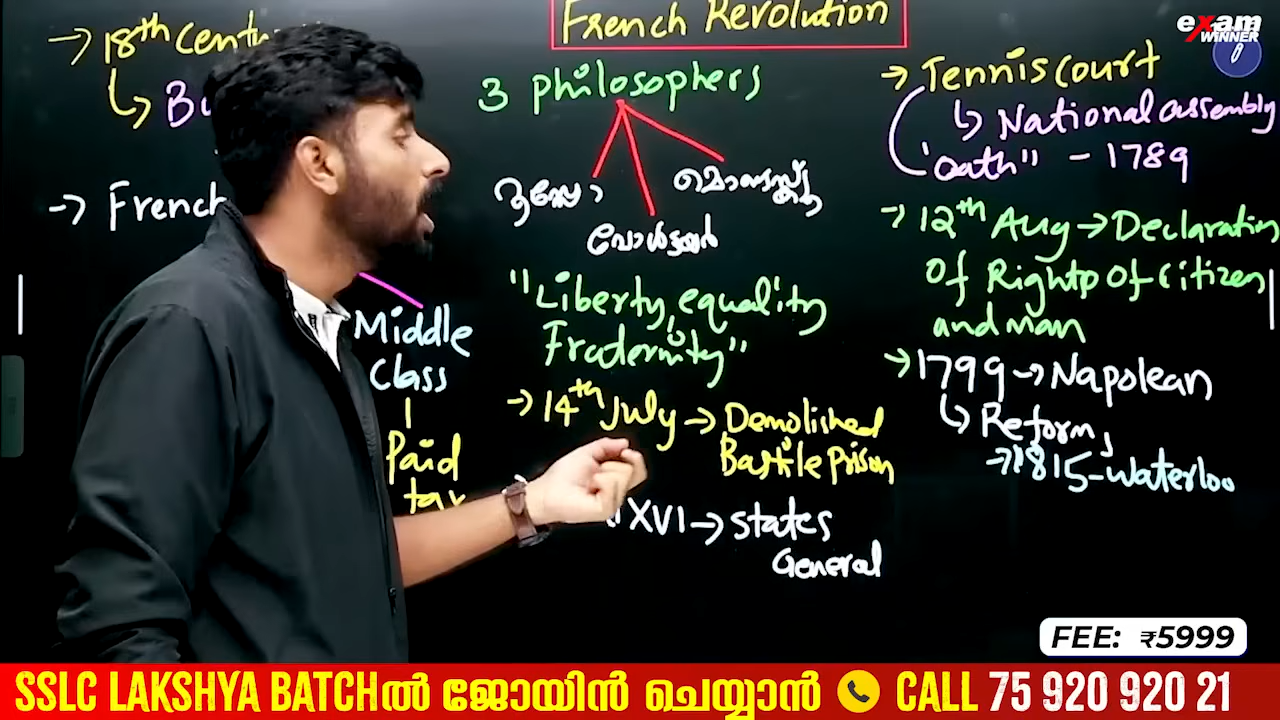 French Revolution
exam
WINNER
→ 18th Centu
↳ Bu
→ French
Middle
Class
Paid
tax
3 philosophers
റൂസ്സോ
വോൾട്ടയർ
"Liberty, equality
Fraternity"
→ 14th July → Demolished
Bastile prison
XVI → States
General
→ Tennis court
↳ National assembly
"Oath" - 1789
→ 12th Aug → Declaration
Of Rights Of Citizen
and man
→ 1799 → Napolean
↳ Reforms
→ 1815 - Waterloo
FEE: ₹5999
SSLC LAKSHYA BATCHൽ ജോയിൻ ചെയ്യാൻ CALL 75 920 920 21